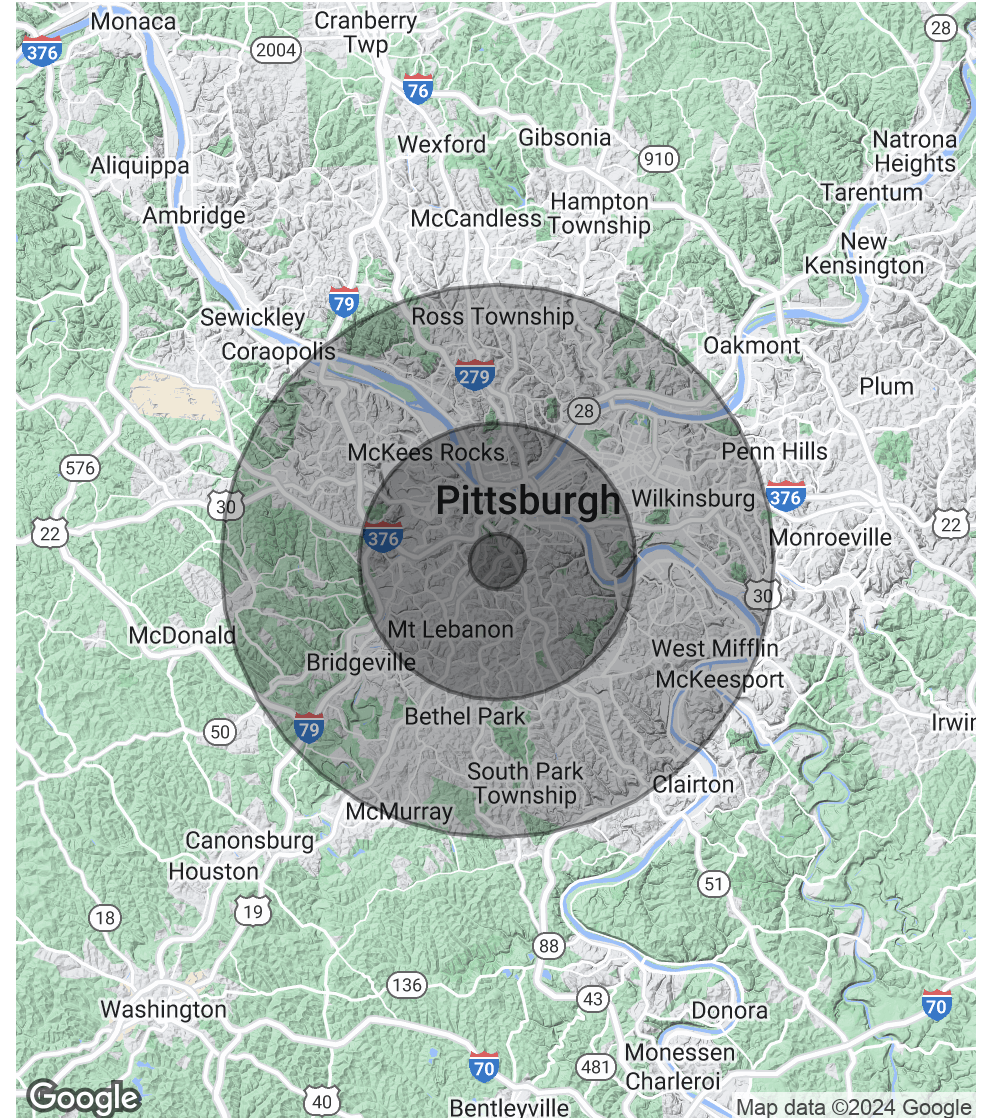 Monaca
Cranberry
Twp
28
376
2004
76
Wexford
Gibsonia
910
Natrona
Heights
Aliquippa
Tarentum
Ambridge
McCandless
Hampton
Township
New
Kensington
79
Sewickley
Ross Township
Coraopolis
Oakmont
279
Plum
28
McKees Rocks
Penn Hills
576
Pittsburgh
Wilkinsburg
376
30
22
22
376
Monroeville
30
McDonald
Mt Lebanon
West Mifflin
Bridgeville
McKeesport
Bethel Park
Irwin
79
50
South Park
Township
Clairton
McMurray
Canonsburg
Houston
51
19
18
88
136
43
70
Washington
Donora
Monessen
70
481
Charleroi
Google
40
Bentleyville
Map data ©2024 Google